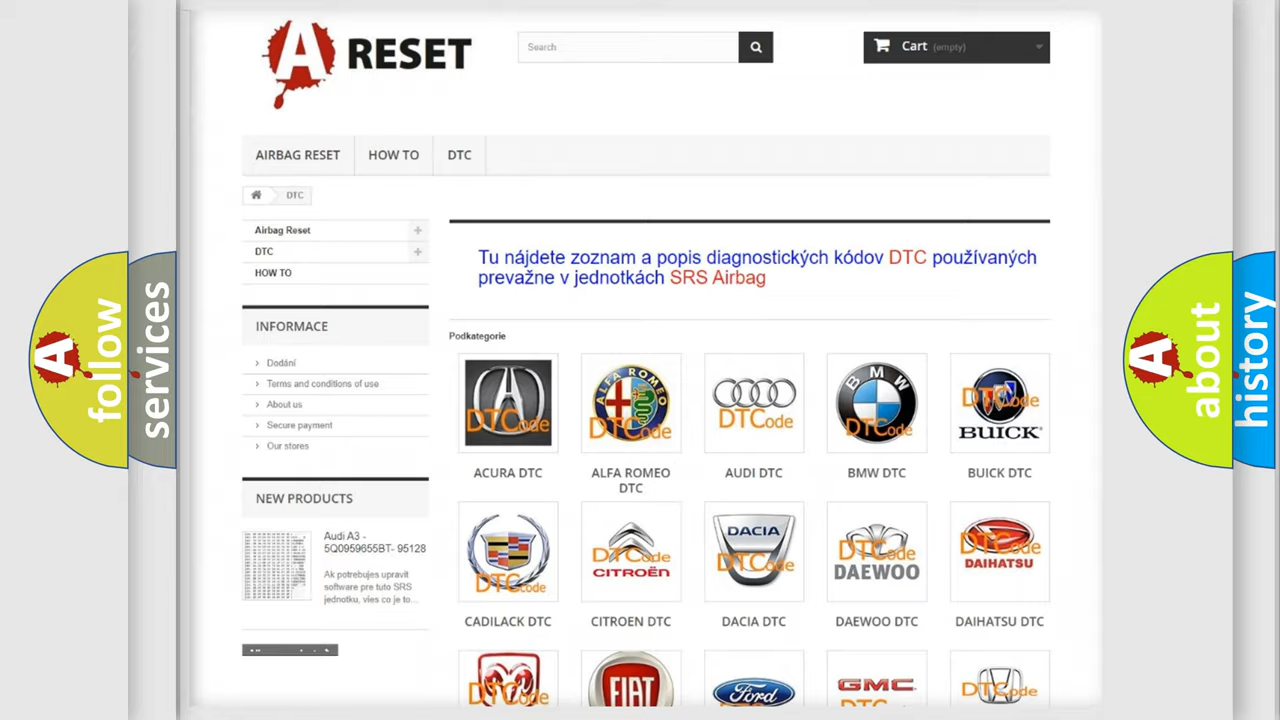 A RESET
Search
Cart (empty)
AIRBAG RESET
HOW TO
DTC
DTC
Airbag Reset
DTC
HOW TO
Tu nájdete zoznam a popis diagnostických kódov DTC používaných
prevažne v jednotkách SRS Airbag
INFORMACE
Dodání
Terms and conditions of use
About us
Secure payment
Our stores
NEW PRODUCTS
Audi A3 -
5Q0959655BT- 95128
Ak potrebujes upravit
software pre tuto SRS
jednotku, vies co je to...
Podkategorie
DTCode
ALFA ROMEO
DTCode
DTCode
BMW
DTCode
DTCode
BUICK
ACURA DTC
ALFA ROMEO
DTC
AUDI DTC
BMW DTC
BUICK DTC
DTCode
DTCode
CITROËN
DACIA
DTCode
DTCode
DAEWOO
DTCode
DAIHATSU
CADILACK DTC
CITROEN DTC
DACIA DTC
DAEWOO DTC
DAIHATSU DTC
DTCode
FIAT
Ford
GMC
DTCode
A follow
services
A about
history